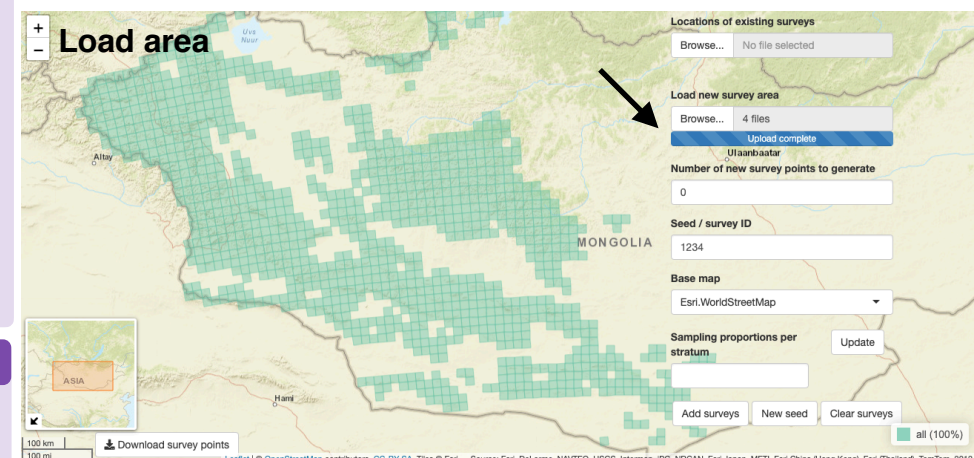 +
−
Load area
Uvs
Nuur
Altay
Ulaanbaatar
MONGOLIA
Hami
ASIA
100 km
100 mi
Download survey points
Locations of existing surveys
Browse... No file selected
Load new survey area
Browse... 4 files
Upload complete
Number of new survey points to generate
0
Seed / survey ID
1234
Base map
Esri.WorldStreetMap
Sampling proportions per
stratum
Update
Add surveys New seed Clear surveys
all (100%)